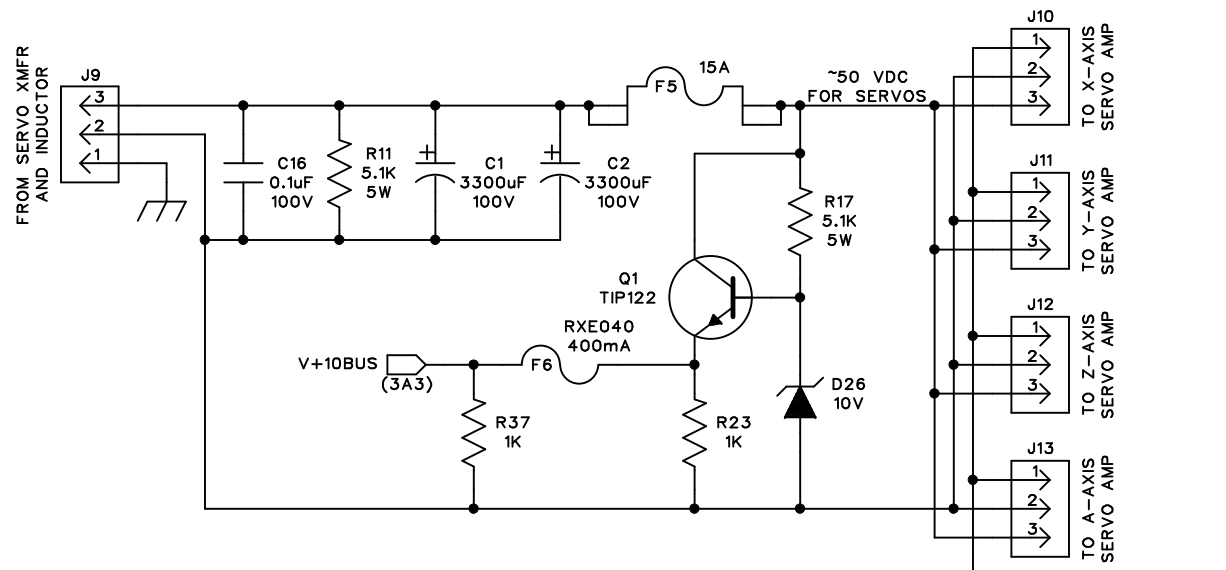 FROM SERVO XMFR
AND INDUCTOR
J9
3
2
1
C16
0.1uF
100V
R11
5.1K
5W
+
C1
3300uF
100V
+
C2
3300uF
100V
F5
15A
~50 VDC
FOR SERVOS
R17
5.1K
5W
Q1
TIP122
RXE040
400mA
F6
V+10BUS
(3A3)
R37
1K
R23
1K
D26
10V
J10
1
2
3
TO X-AXIS
SERVO AMP
J11
1
2
3
TO Y-AXIS
SERVO AMP
J12
1
2
3
TO Z-AXIS
SERVO AMP
J13
1
2
3
TO A-AXIS
SERVO AMP